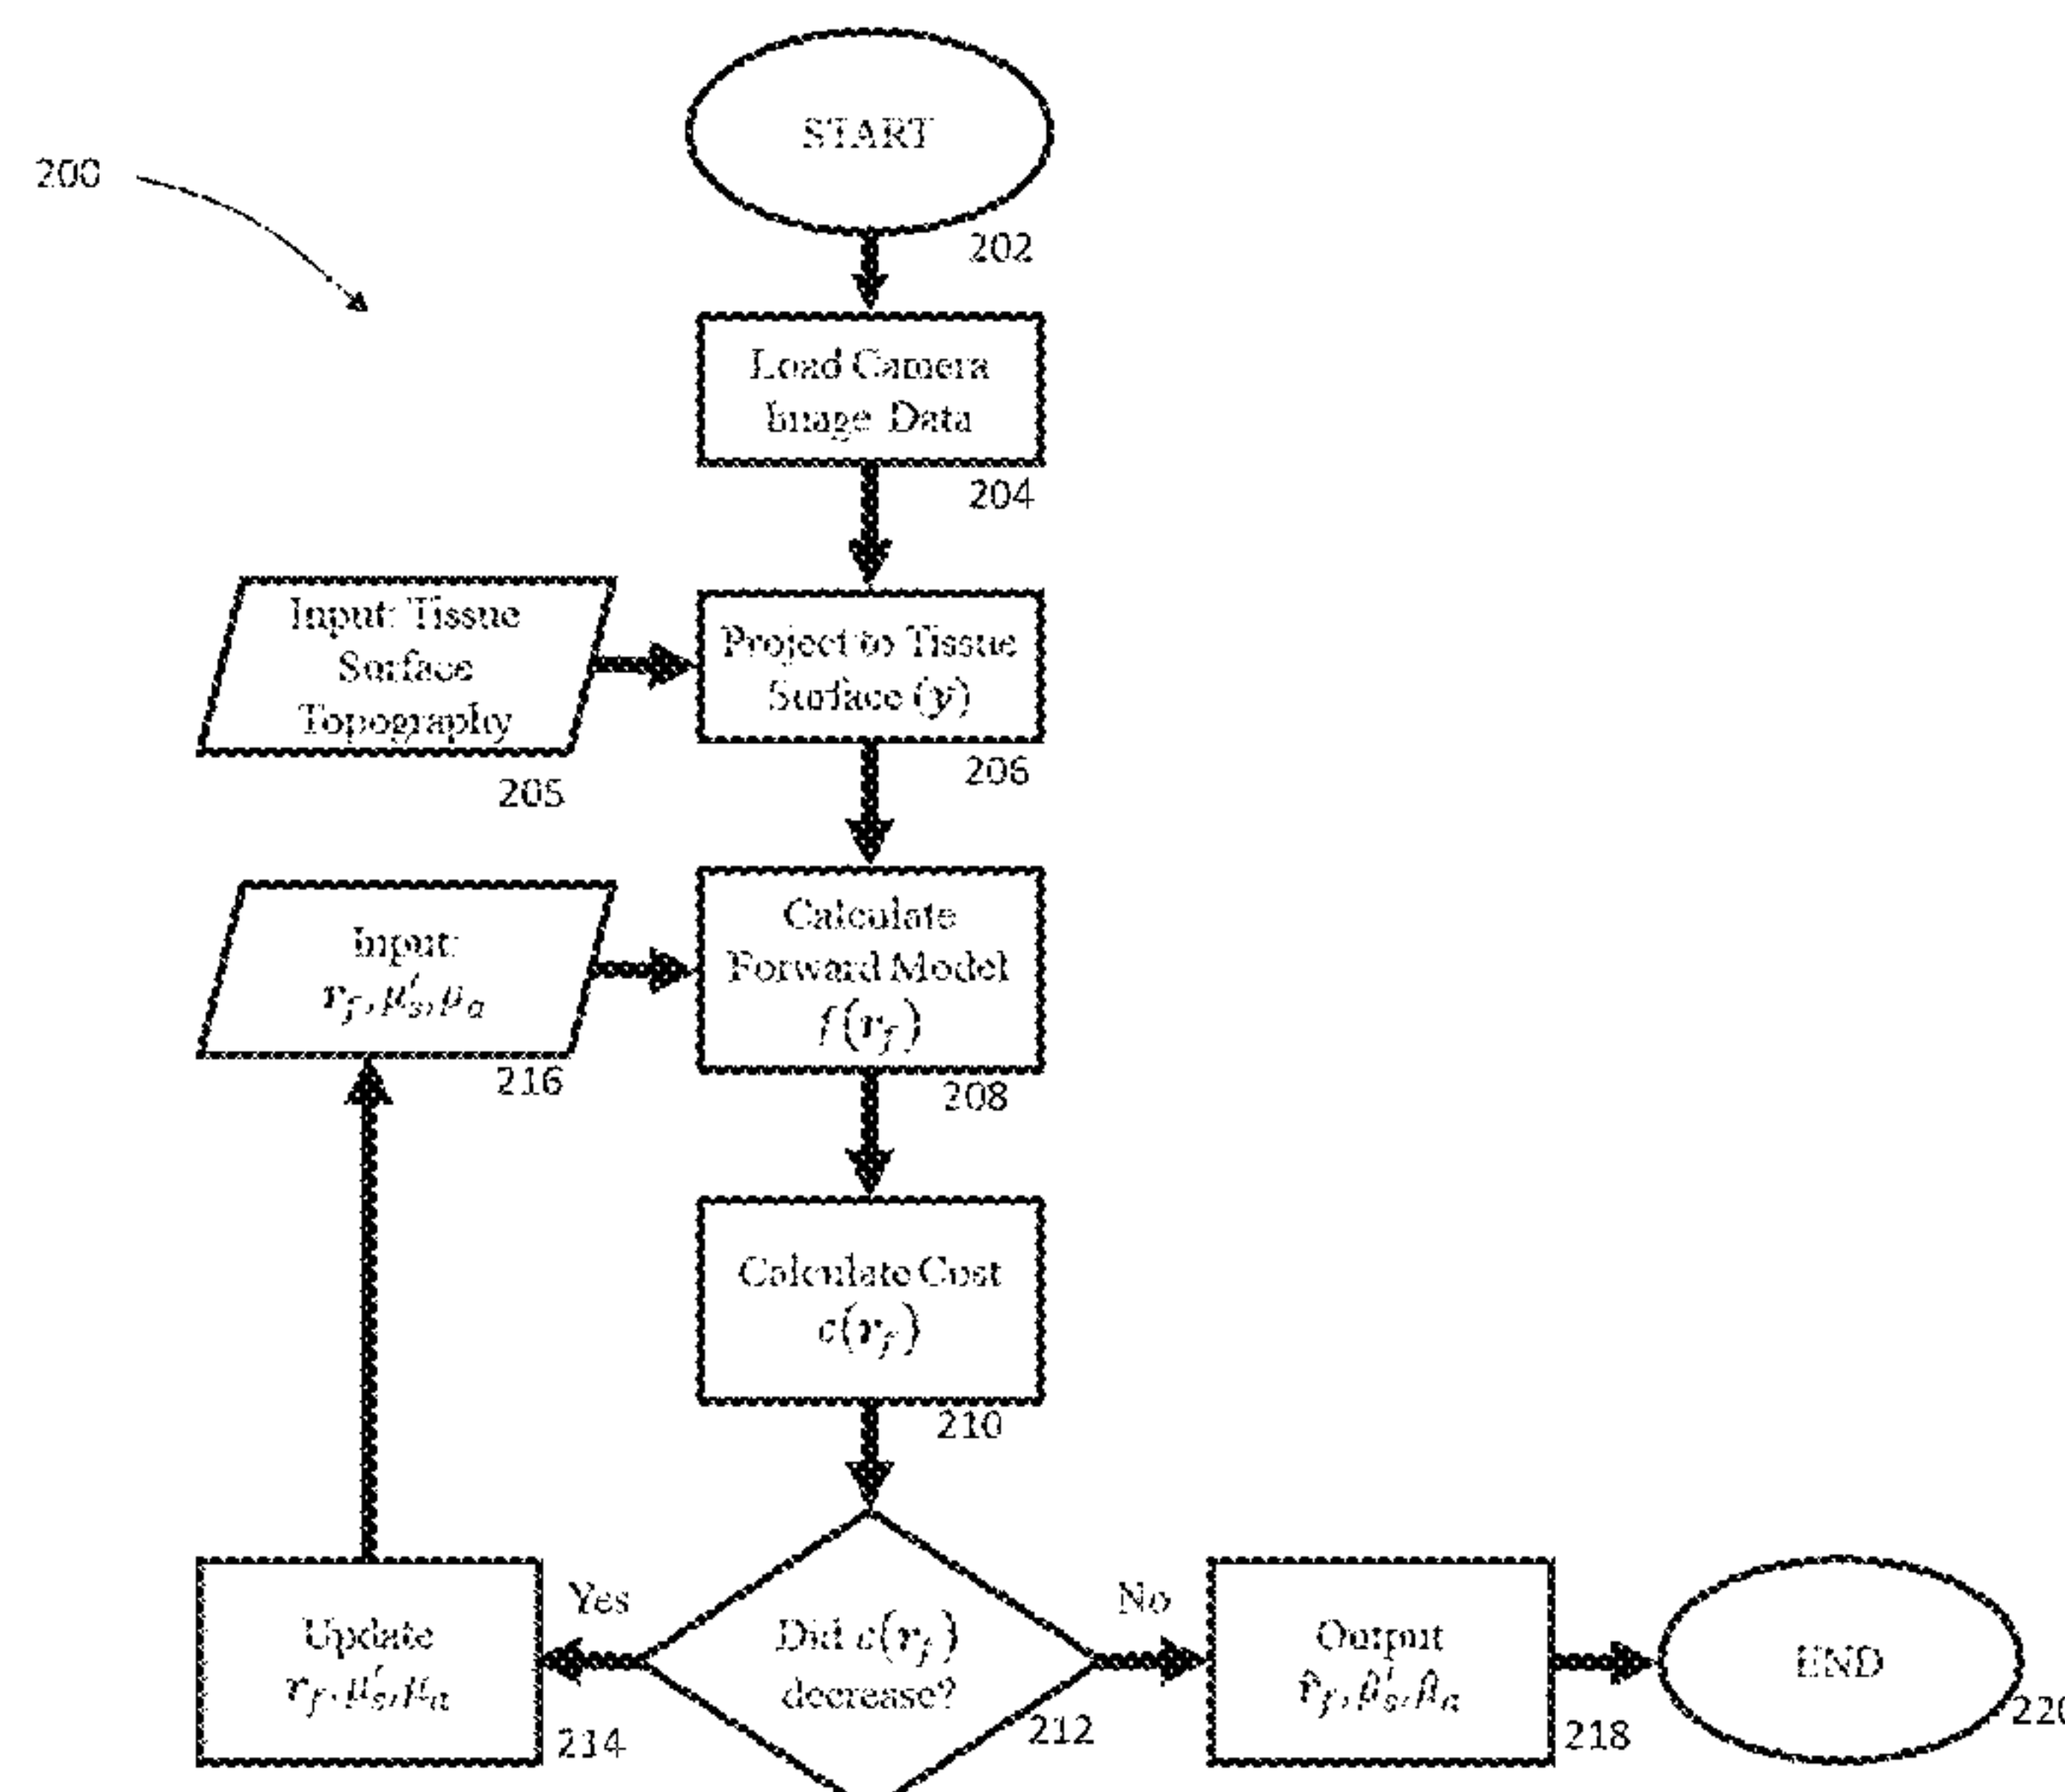 200
START
202
Load Camera
Image Data
204
Input: Tissue
Surface
Topography
205
Project to Tissue
Surface (y)
206
Input:
r_f, μ'_s, μ_a
216
Calculate
Forward Model
f(r_f)
208
Calculate Cost
c(r_f)
210
Update
r_f, μ'_s, μ_a
214
Yes
Did c(r_f)
decrease?
212
No
Output
r̂_f, μ̂'_s, μ̂_a
218
END
220